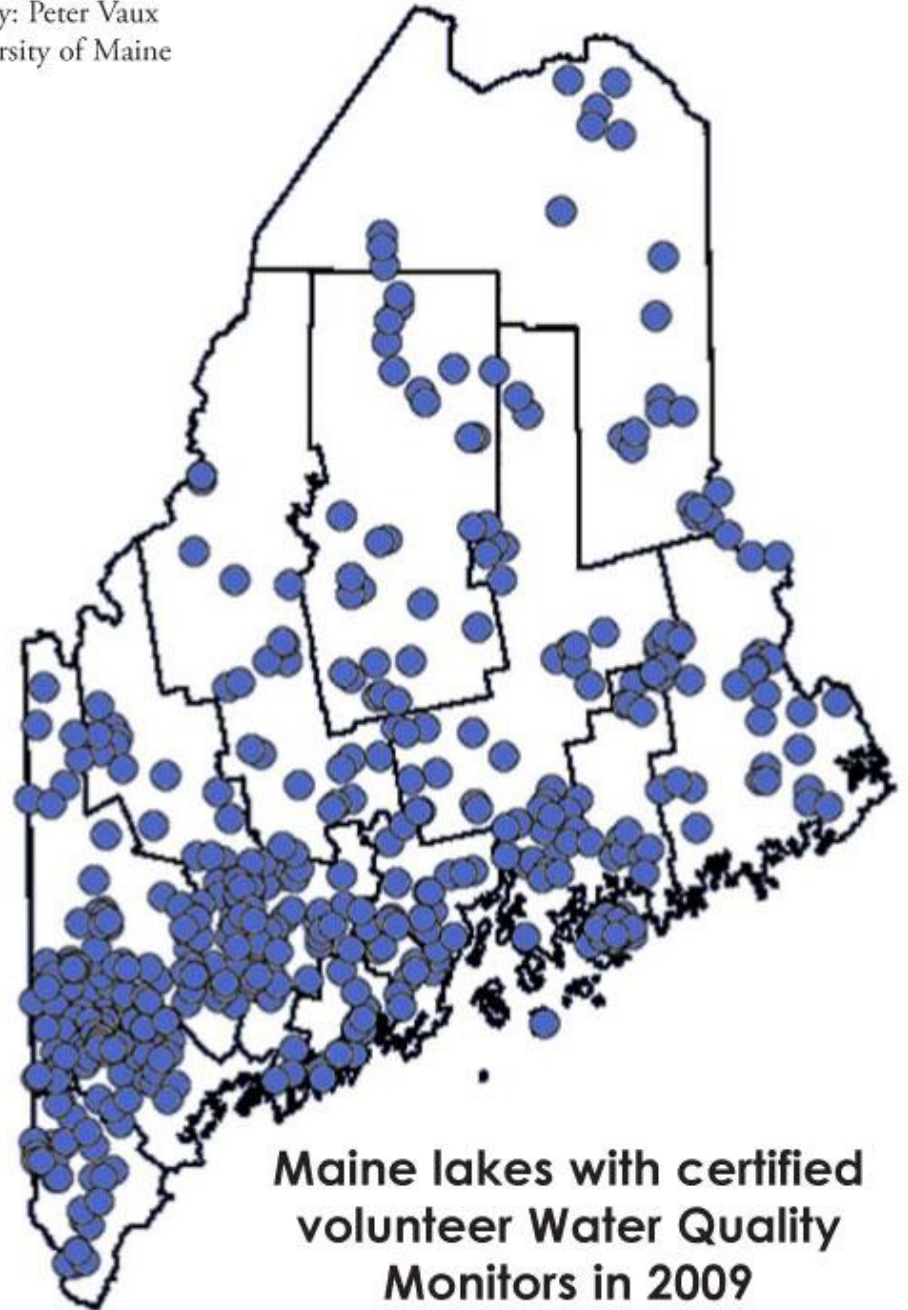 y: Peter Vaux
rsity of Maine
Maine lakes with certified
volunteer Water Quality
Monitors in 2009